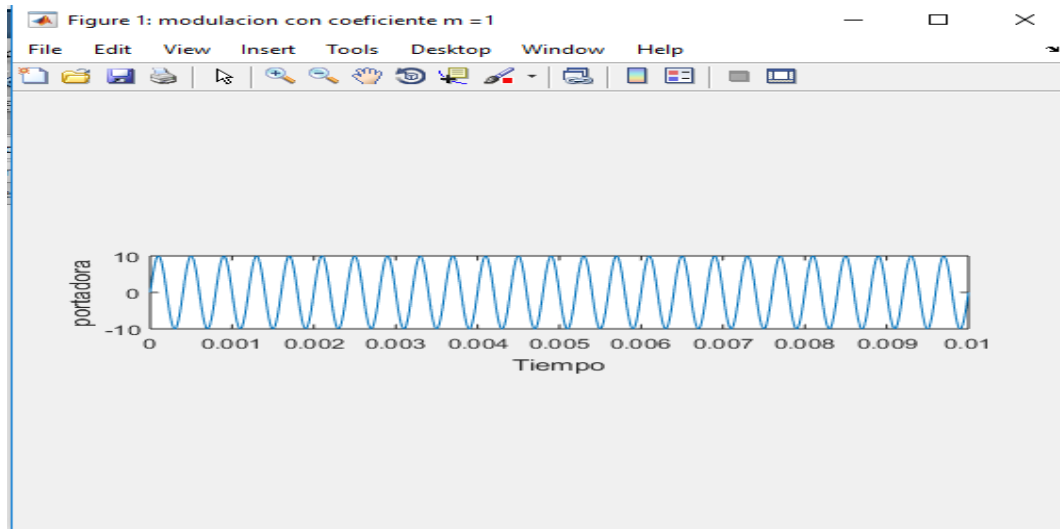 Figure 1: modulacion con coeficiente m =1
File Edit View Insert Tools Desktop Window Help
portadora
10
0
-10
0 0.001 0.002 0.003 0.004 0.005 0.006 0.007 0.008 0.009 0.01
Tiempo